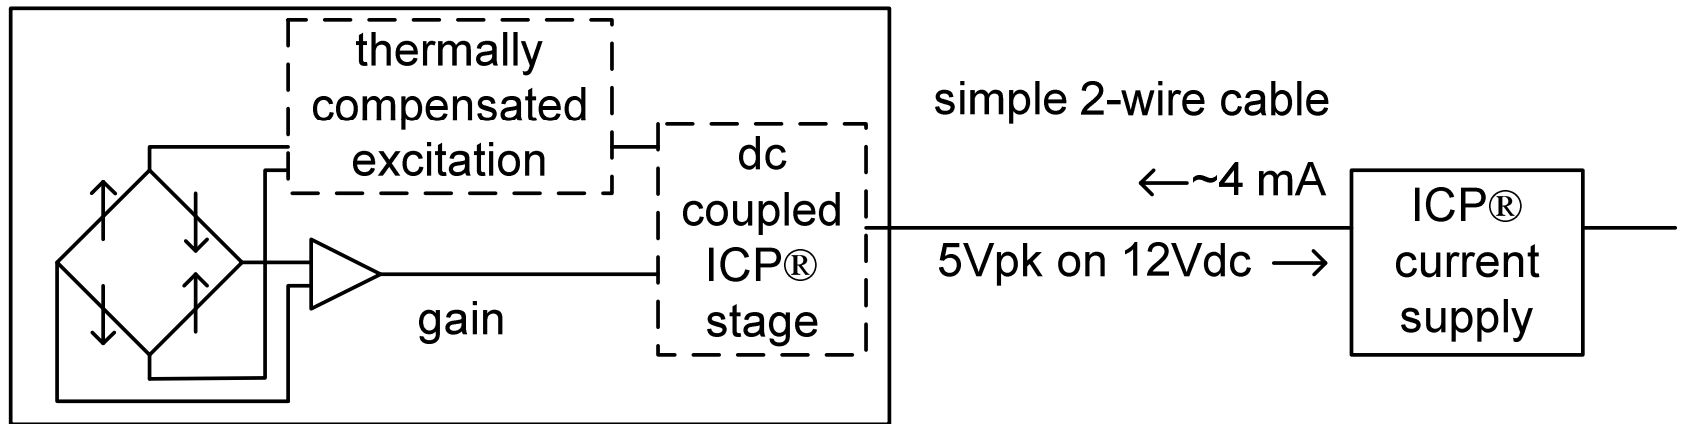 thermally
compensated
excitation
dc
coupled
ICP®
stage
gain
simple 2-wire cable
←~4 mA
5Vpk on 12Vdc →
ICP®
current
supply